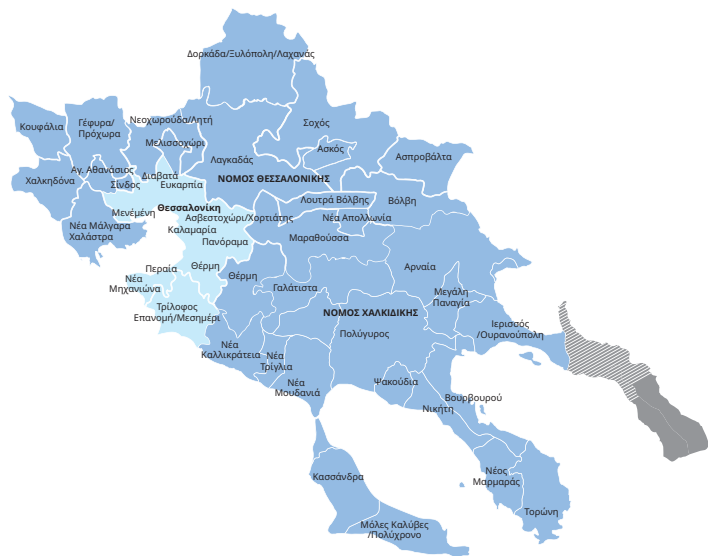 Δορκάδα/Ξυλόπολη/Λαχανάς
Κουφάλια
Γέφυρα/
Πρόχωρα
Νεοχωρούδα/Λητή
Σοχός
Μελισσοχώρι
Ασκός
Ασπροβάλτα
Λαγκαδάς
Αγ. Αθανάσιος
Χαλκηδόνα
Σίνδος
Διαβατά
Ευκαρπία
ΝΟΜΟΣ ΘΕΣΣΑΛΟΝΙΚΗΣ
Λουτρά Βόλβης
Βόλβη
Μενέμένη
Θεσσαλονίκη
Ασβεστοχώρι/Χορτιάτης
Νέα Απολλωνία
Νέα Μάλγαρα
Χαλάστρα
Καλαμαρία
Πανόραμα
Μαραθούσσα
Περαία
Θέρμη
Θέρμη
Αρναία
Νέα
Μηχανιώνα
Γαλάτιστα
Μεγάλη
Παναγία
Τρίλοφος
Επανομή/Μεσημέρι
ΝΟΜΟΣ ΧΑΛΚΙΔΙΚΗΣ
Πολύγυρος
Ιερισσός
/Ουρανούπολη
Νέα
Καλλικράτεια
Νέα
Τρίγλια
Νέα
Μουδανιά
Ψακούδια
Βουρβουρού
Νικήτη
Κασσάνδρα
Νέος
Μαρμαράς
Τορώνη
Μόλες Καλύβες
/Πολύχρονο